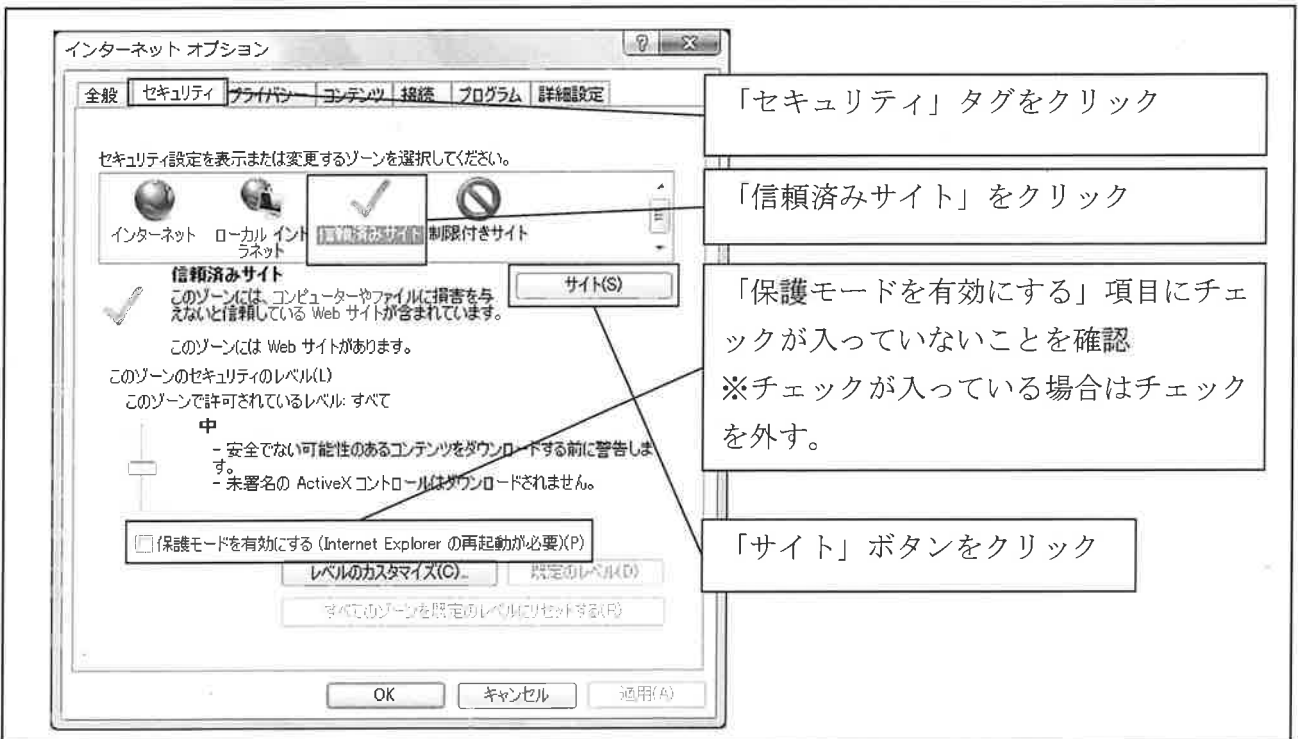 インターネット オプション
全般 セキュリティ プライバシー コンテンツ 接続 プログラム 詳細設定
セキュリティ設定を表示または変更するゾーンを選択してください。
インターネット
ローカル イント
ラネット
信頼済みサイト
制限付きサイト
信頼済みサイト
このゾーンには、コンピューターやファイルに損害を与
えないと信頼している Web サイトが含まれています。
サイト(S)
このゾーンには Web サイトがあります。
このゾーンのセキュリティのレベル(L)
このゾーンで許可されているレベル: すべて
中
- 安全でない可能性のあるコンテンツをダウンロードする前に警告しま
す。
- 未署名の ActiveX コントロールはダウンロードされません。
保護モードを有効にする (Internet Explorer の再起動が必要)(P)
レベルのカスタマイズ(C)... 既定のレベル(D)
すべてのゾーンを既定のレベルにリセットする(R)
OK キャンセル 適用(A)
「セキュリティ」タグをクリック
「信頼済みサイト」をクリック
「保護モードを有効にする」項目にチェ
ックが入っていないことを確認
※チェックが入っている場合はチェック
を外す。
「サイト」ボタンをクリック